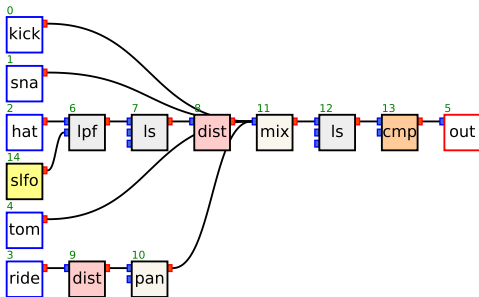 0
kick
1
sna
2 6 7 8 11 12 13 5
hat lpf ls dist mix ls cmp out
14
slfo
4
tom
3 9 10
ride dist pan